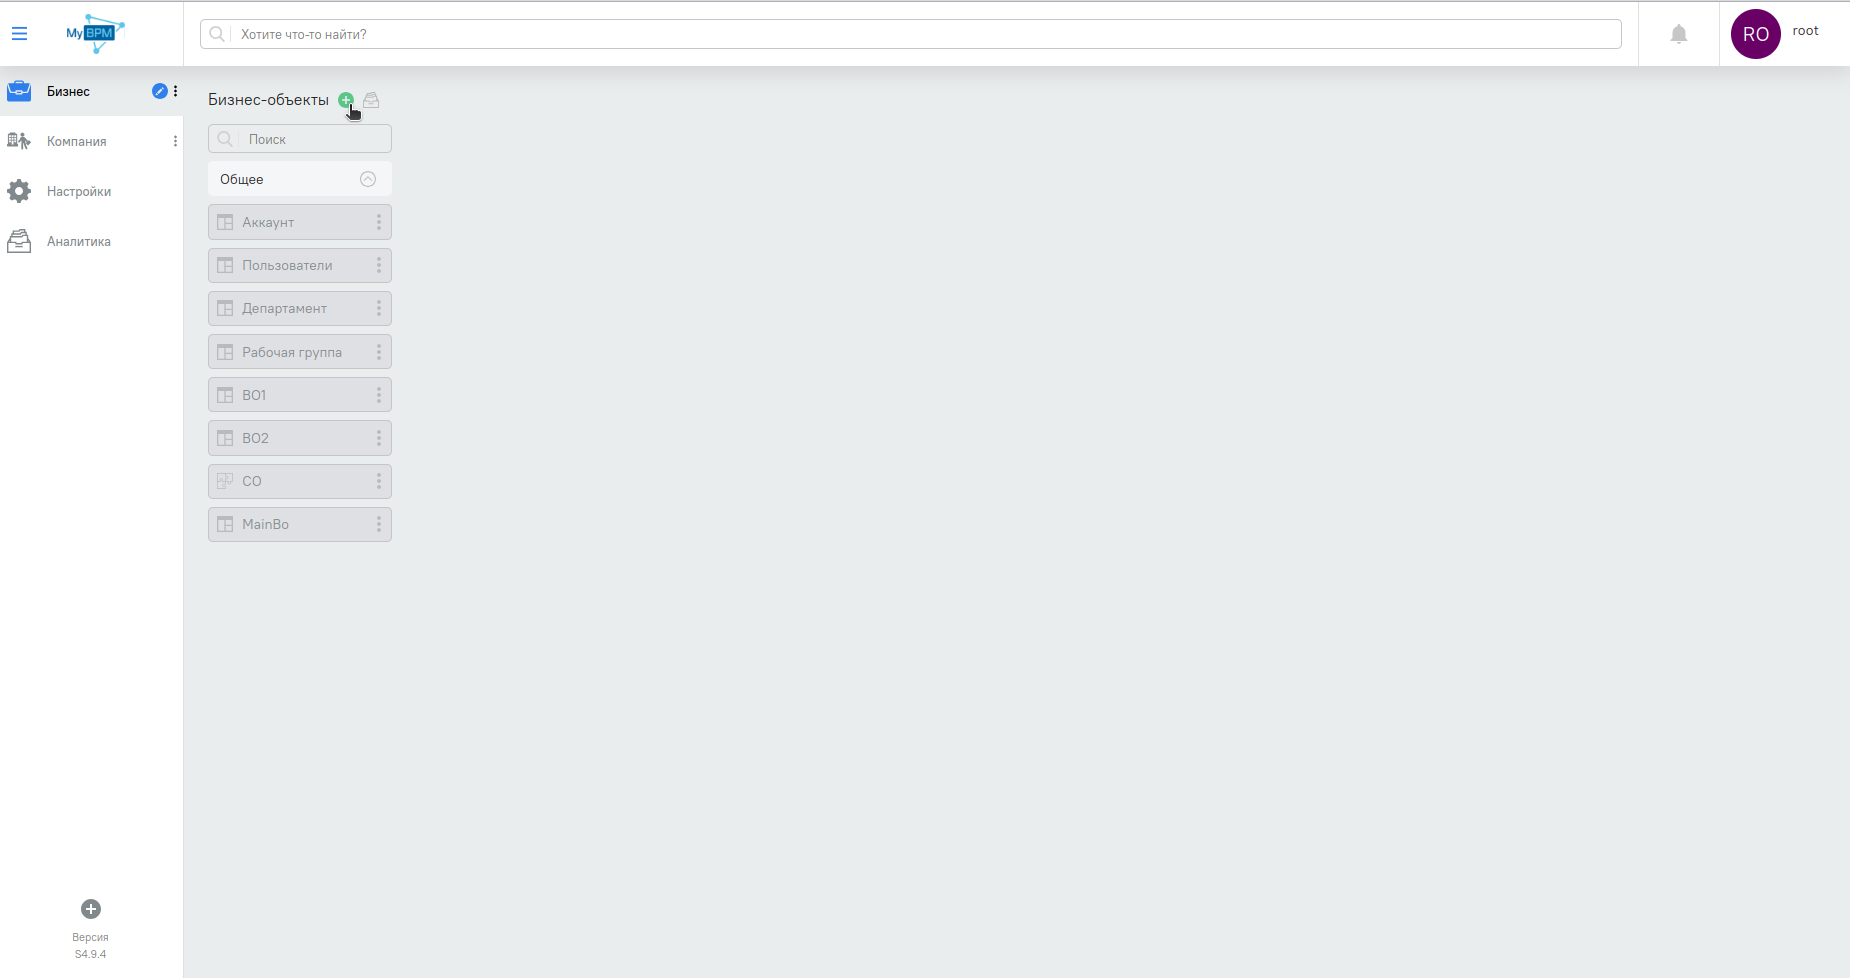 My BPM
Хотите что-то найти?
RO
root
Бизнес
Компания
Настройки
Аналитика
Бизнес-объекты
Поиск
Общее
Аккаунт
Пользователи
Департамент
Рабочая группа
BO1
BO2
CO
MainBo
Версия
S4.9.4